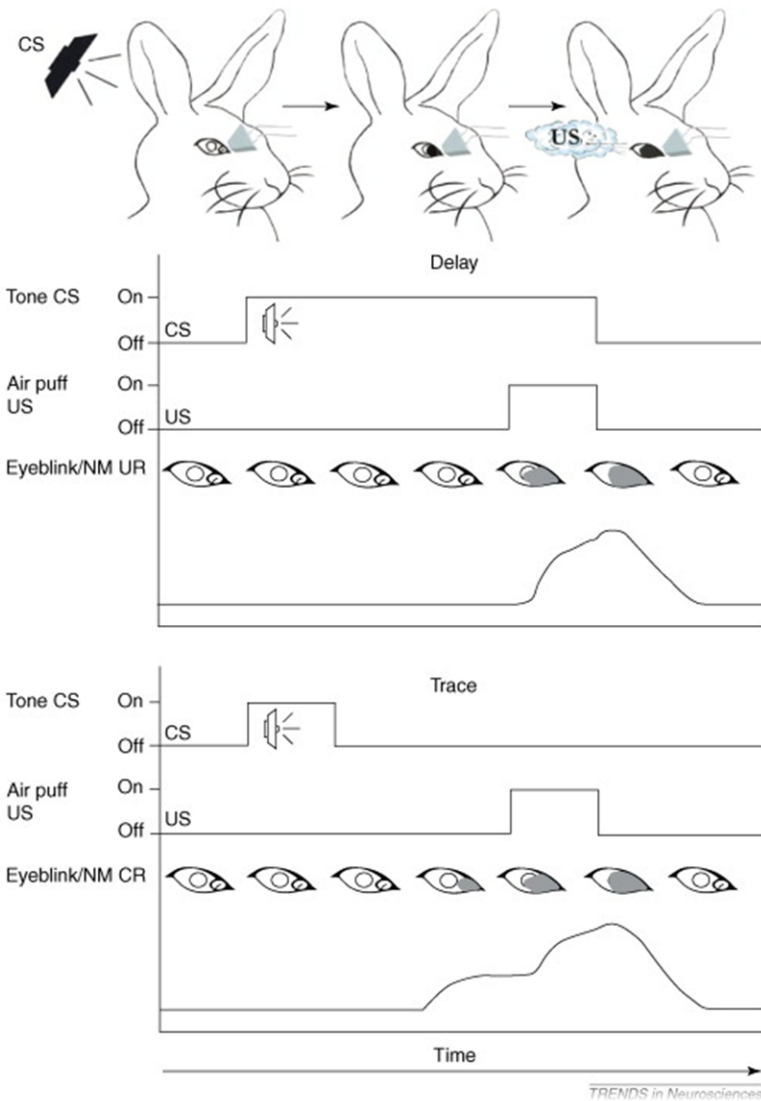 CS
US
Delay
Tone CS
On
CS
Off
Air puff
US
On
US
Off
Eyeblink/NM UR
Trace
Tone CS
On
CS
Off
Air puff
US
On
US
Off
Eyeblink/NM CR
Time
TRENDS in Neurosciences